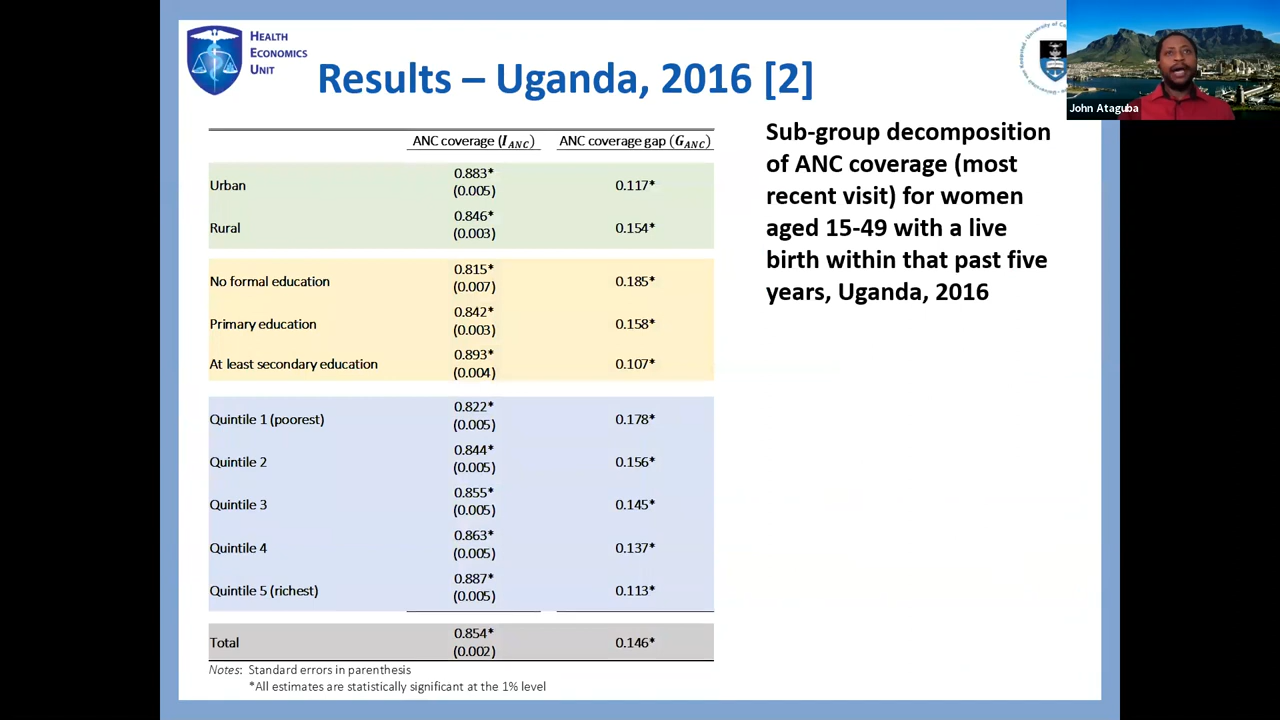 HEALTH
ECONOMICS
UNIT
Results – Uganda, 2016 [2]
John Ataguba
ANC coverage (I_ANC) ANC coverage gap (G_ANC)
Urban 0.883* (0.005) 0.117*
Rural 0.846* (0.003) 0.154*
No formal education 0.815* (0.007) 0.185*
Primary education 0.842* (0.003) 0.158*
At least secondary education 0.893* (0.004) 0.107*
Quintile 1 (poorest) 0.822* (0.005) 0.178*
Quintile 2 0.844* (0.005) 0.156*
Quintile 3 0.855* (0.005) 0.145*
Quintile 4 0.863* (0.005) 0.137*
Quintile 5 (richest) 0.887* (0.005) 0.113*
Total 0.854* (0.002) 0.146*
Notes: Standard errors in parenthesis
*All estimates are statistically significant at the 1% level
Sub-group decomposition
of ANC coverage (most
recent visit) for women
aged 15-49 with a live
birth within that past five
years, Uganda, 2016